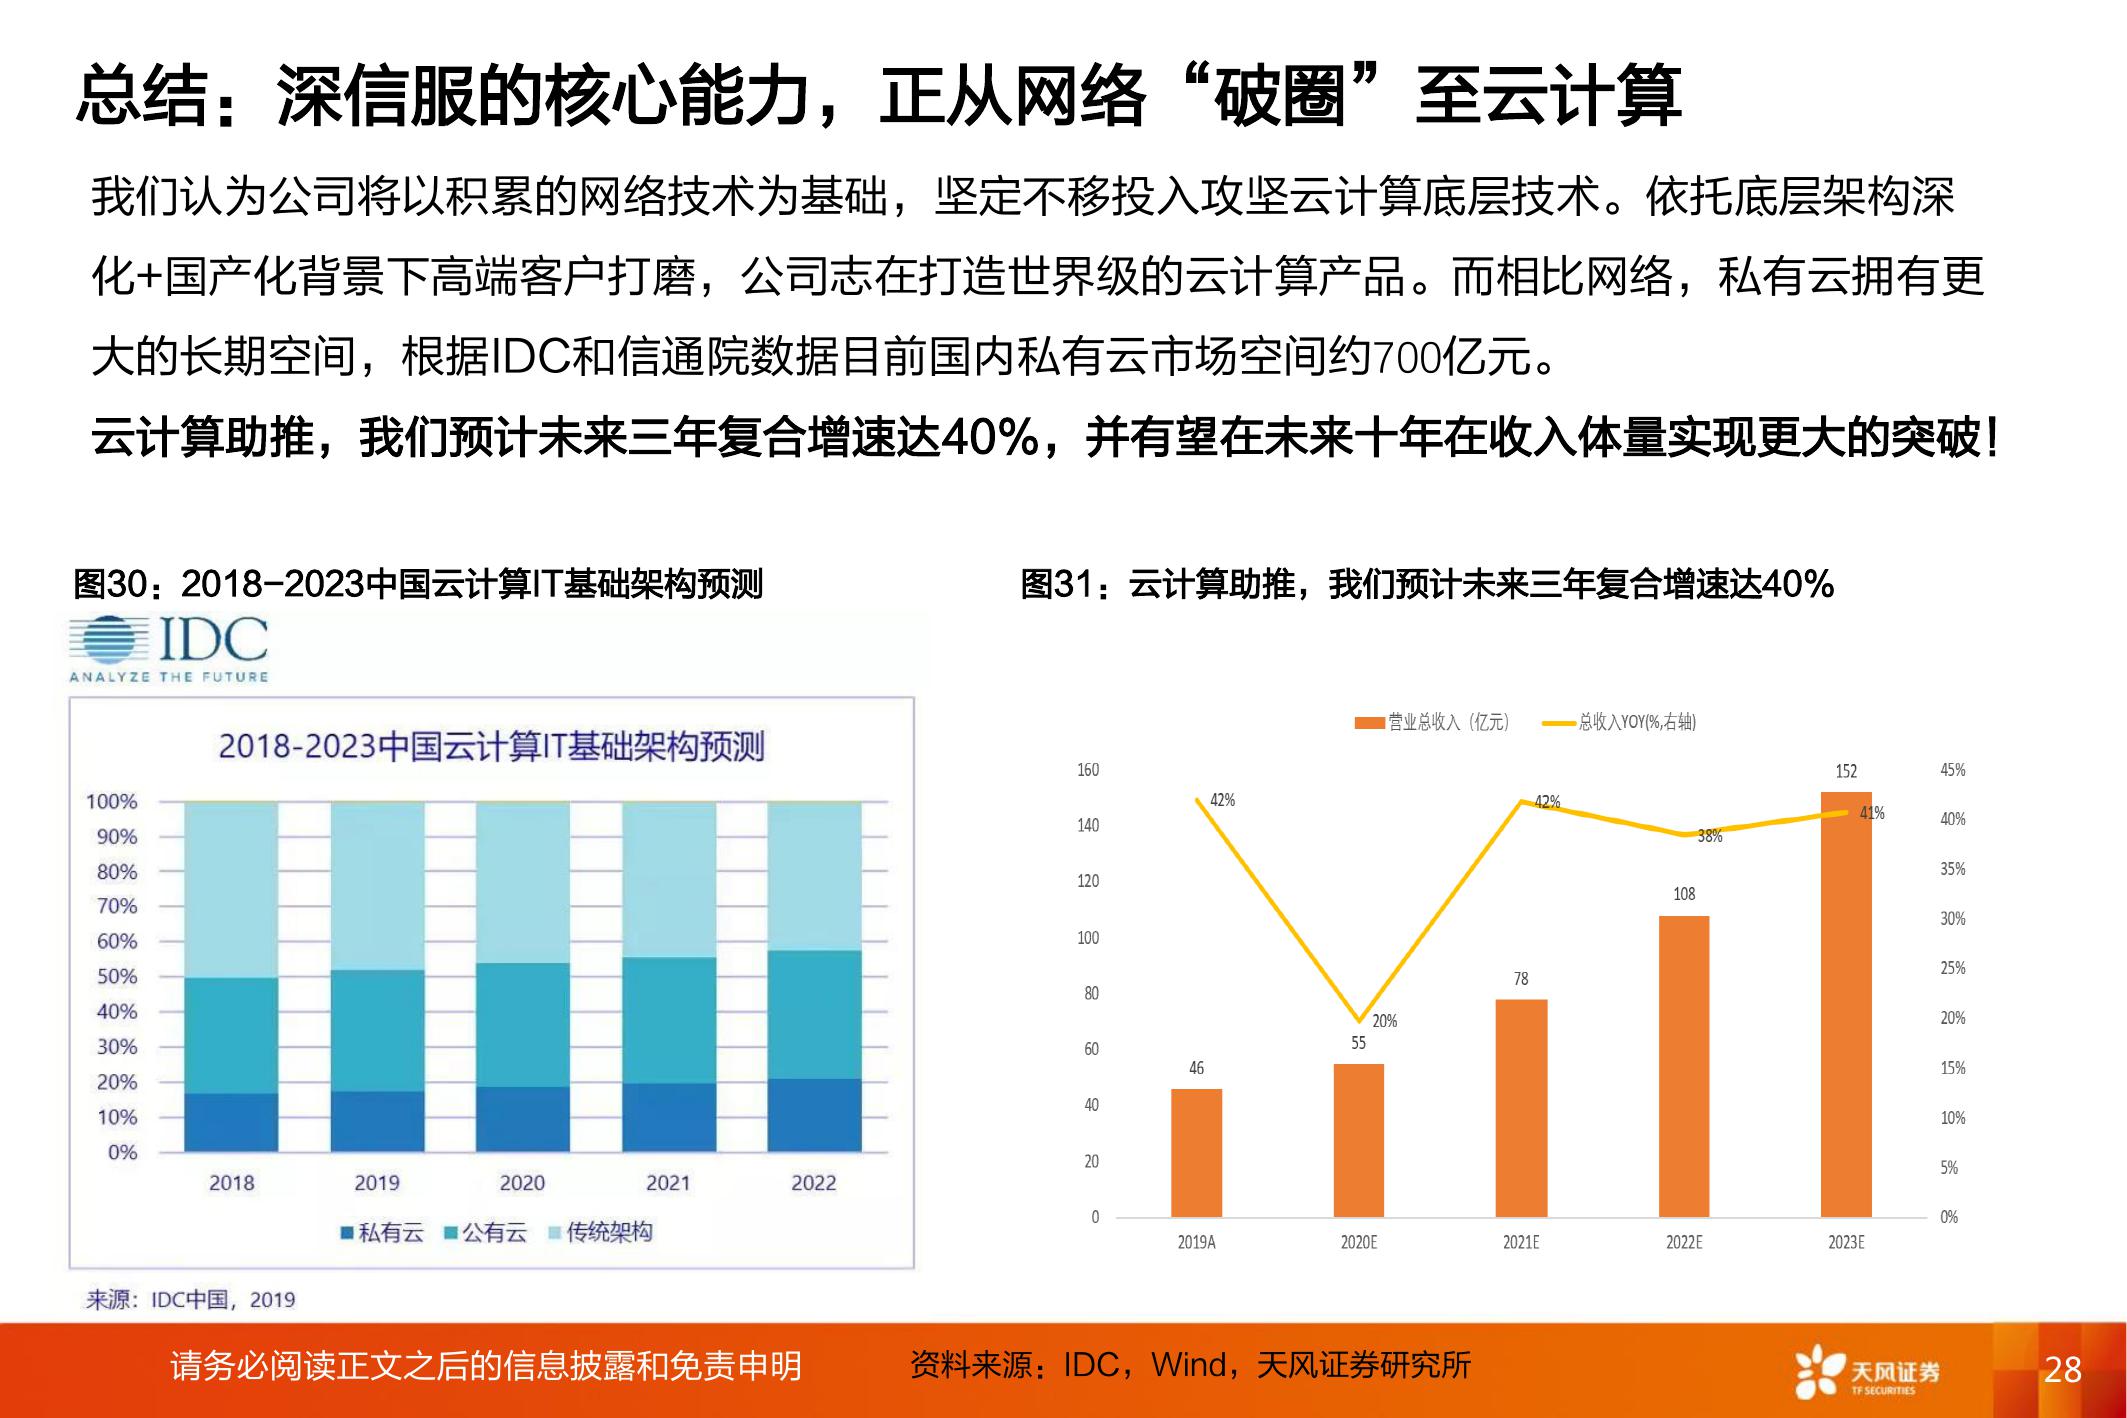 总结：深信服的核心能力，正从网络“破圈”至云计算
我们认为公司将以积累的网络技术为基础，坚定不移投入攻坚云计算底层技术。依托底层架构深
化+国产化背景下高端客户打磨，公司志在打造世界级的云计算产品。而相比网络，私有云拥有更
大的长期空间，根据IDC和信通院数据目前国内私有云市场空间约700亿元。
云计算助推，我们预计未来三年复合增速达40%，并有望在未来十年在收入体量实现更大的突破！
图30：2018-2023中国云计算IT基础架构预测
IDC
ANALYZE THE FUTURE
2018-2023中国云计算IT基础架构预测
100%
90%
80%
70%
60%
50%
40%
30%
20%
10%
0%
2018 2019 2020 2021 2022
私有云 公有云 传统架构
来源：IDC中国，2019
图31：云计算助推，我们预计未来三年复合增速达40%
营业总收入（亿元） 总收入YOY(%,右轴)
160
140
120
100
80
60
40
20
0
46
55
78
108
152
42%
20%
42%
38%
41%
45%
40%
35%
30%
25%
20%
15%
10%
5%
0%
2019A 2020E 2021E 2022E 2023E
请务必阅读正文之后的信息披露和免责申明
资料来源：IDC，Wind，天风证券研究所
天风证券
TF SECURITIES
28